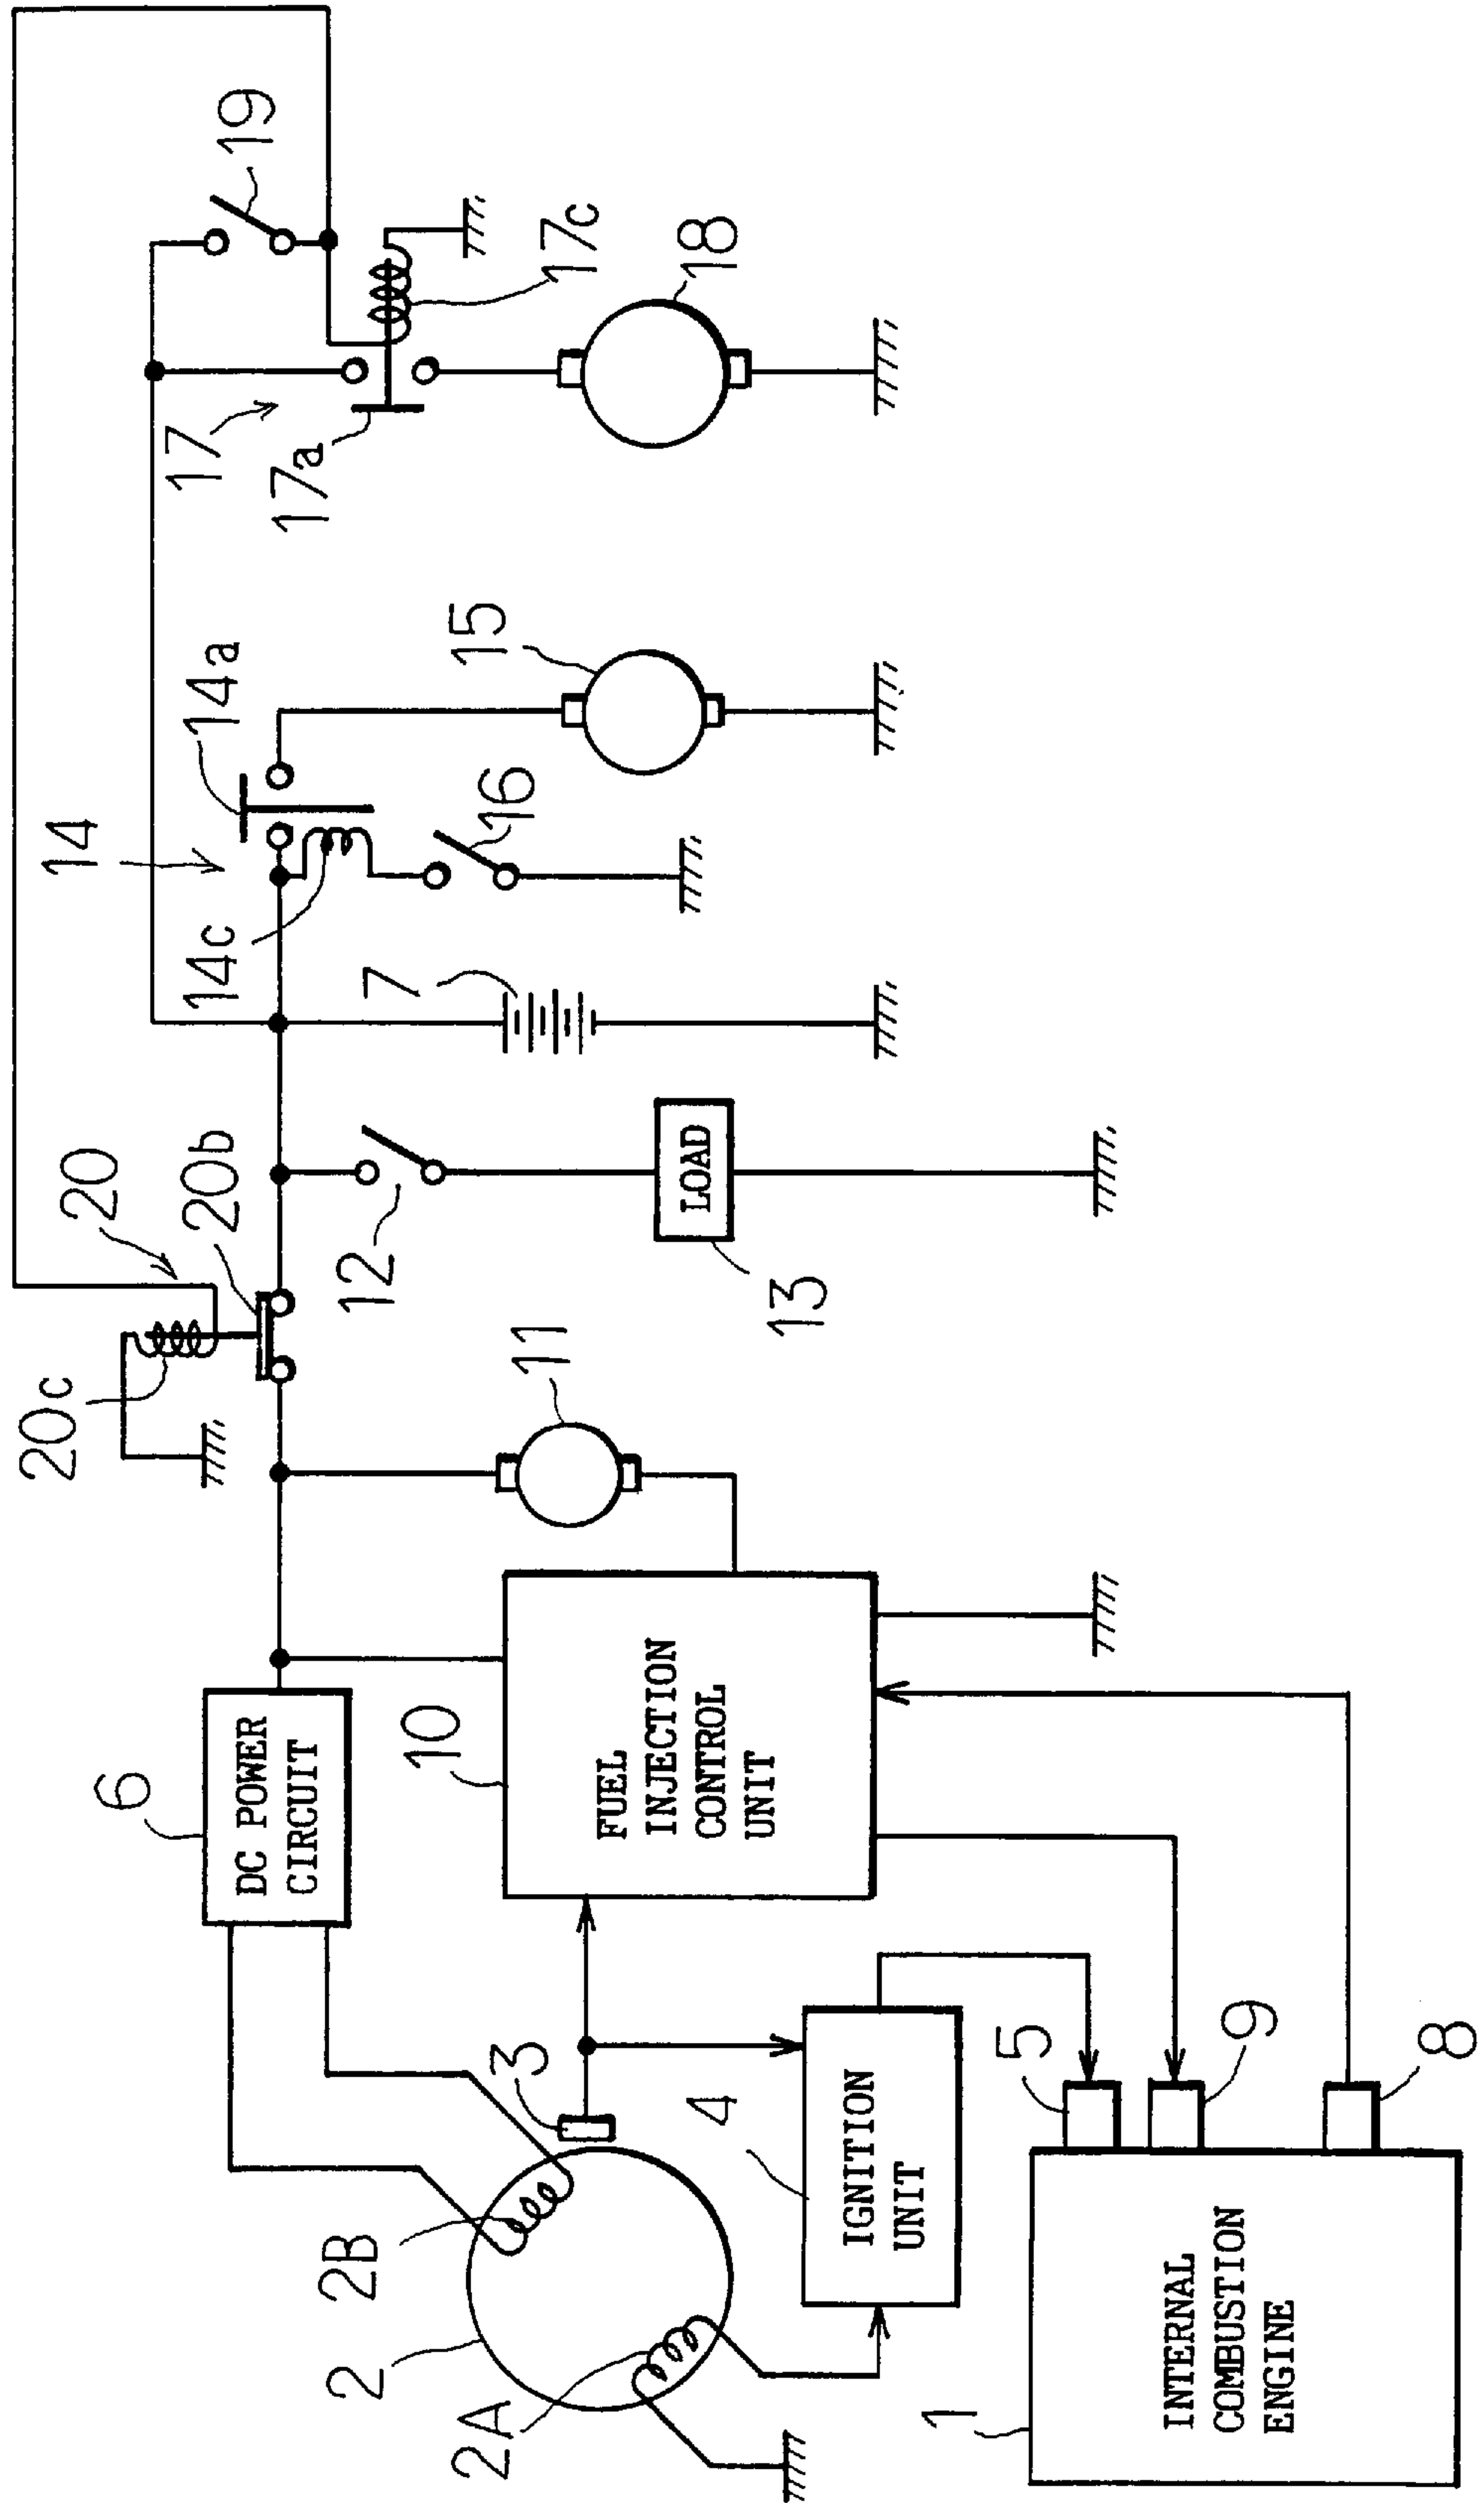 6
DC POWER
CIRCUIT
20c
20
20b
14
14a
14c
17
17a
17c
19
2B
2
2A
3
10
FUEL
INJECTION
CONTROL
UNIT
11
12
7
16
15
18
4
IGNITION
UNIT
LOAD
13
1
INTERNAL
COMBUSTION
ENGINE
5
9
8